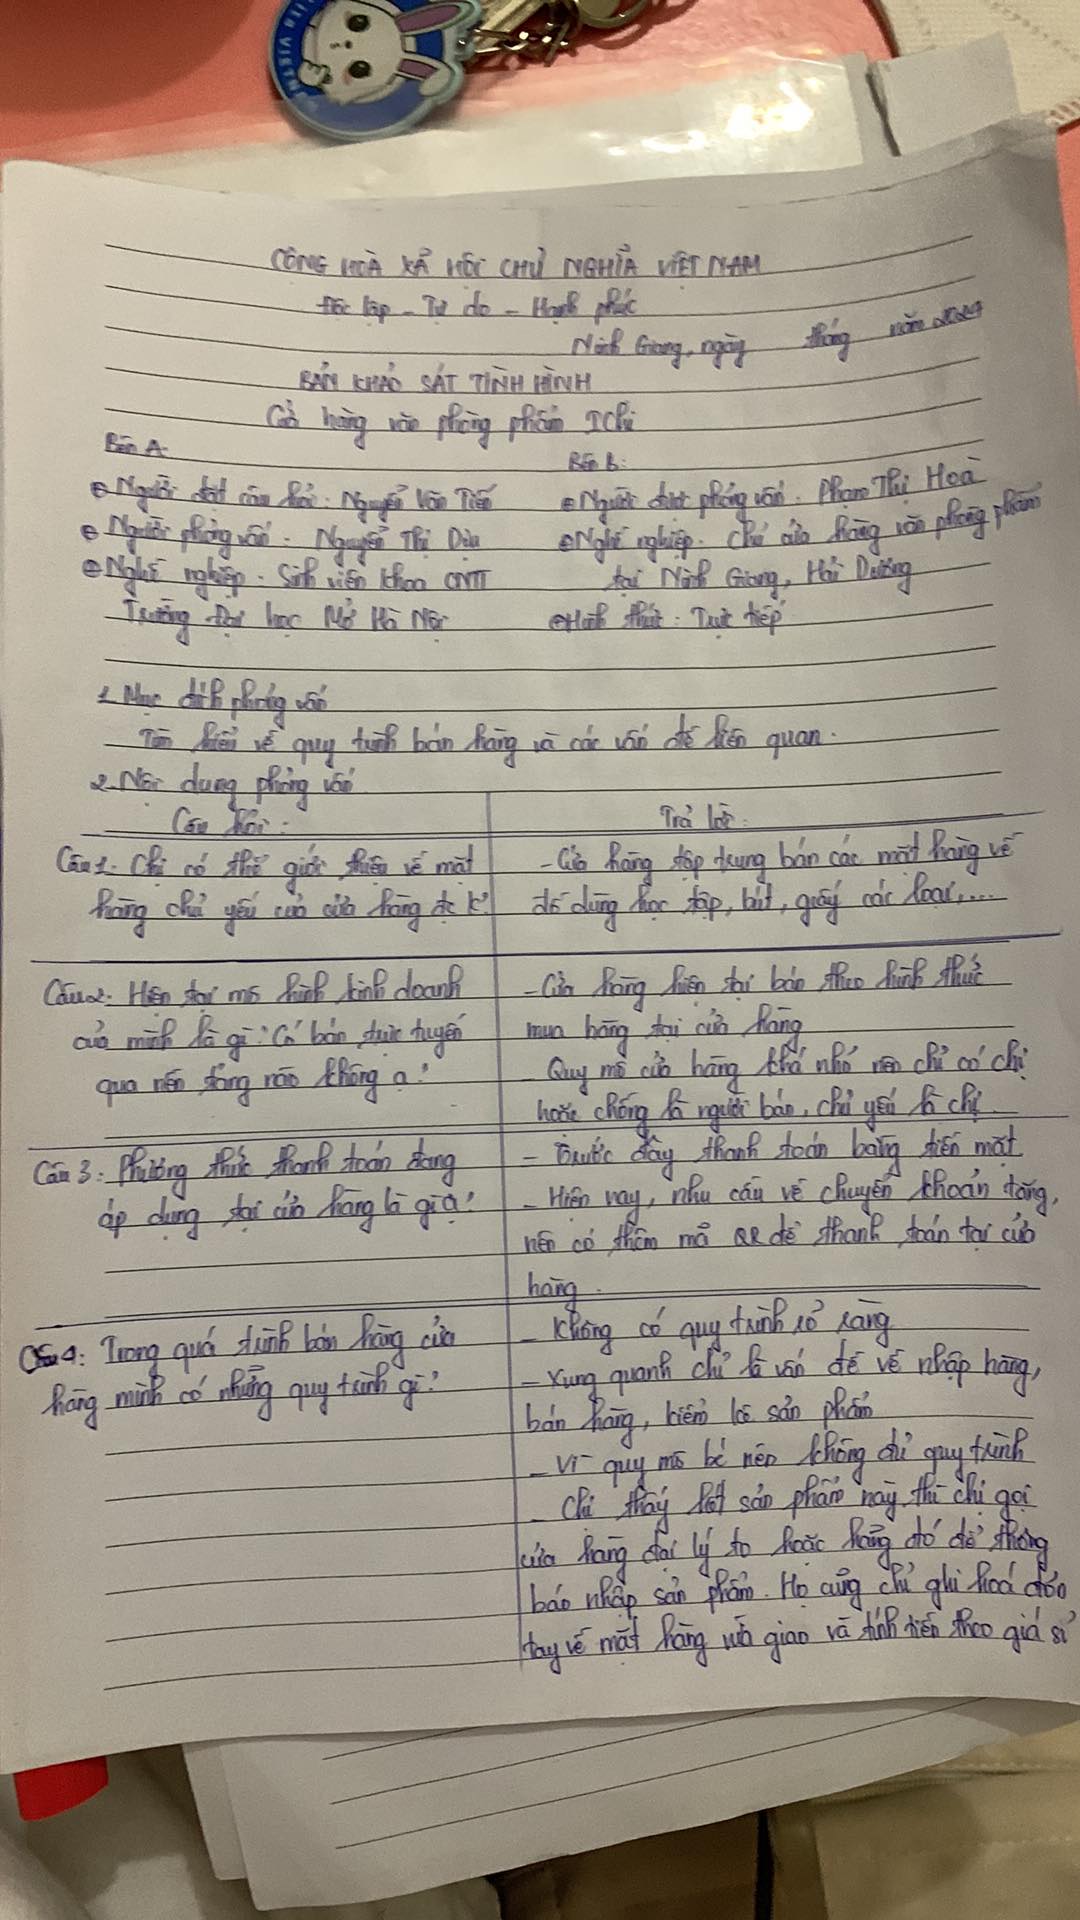 CỘNG HOÀ XÃ HỘI CHỦ NGHĨA VIỆT NAM
Độc lập - Tự do - Hạnh phúc
Ninh Giang, ngày tháng năm 2024
BẢN KHẢO SÁT TÌNH HÌNH
Cửa hàng văn phòng phẩm IChi
Bên A:
Người đặt câu hỏi: Nguyễn Văn Tiến
Người phỏng vấn: Nguyễn Thị Dịu
Nghề nghiệp: Sinh viên khoa CNTT
Trường Đại học Mở Hà Nội
Bên B:
Người được phỏng vấn: Phạm Thị Hoà
Nghề nghiệp: Chủ cửa hàng văn phòng phẩm
tại Ninh Giang, Hải Dương
Hình thức: Trực tiếp
1. Mục đích phỏng vấn
Tìm hiểu về quy trình bán hàng và các vấn đề liên quan.
2. Nội dung phỏng vấn
Câu hỏi:
Trả lời:
Câu 1: Chị có thể giới thiệu về mặt
hàng chủ yếu của cửa hàng đc k?
- Cửa hàng tập trung bán các mặt hàng về
đồ dùng học tập, bút, giấy các loại,...
Câu 2: Hiện tại mô hình kinh doanh
của mình là gì? Có bán trực tuyến
qua nền tảng nào không ạ?
- Cửa hàng hiện tại bán theo hình thức
mua hàng tại cửa hàng
- Quy mô cửa hàng khá nhỏ nên chỉ có chị
hoặc chồng là người bán, chủ yếu là chị
Câu 3: Phương thức thanh toán đang
áp dụng tại cửa hàng là gì ạ?
- Trước đây thanh toán bằng tiền mặt
- Hiện nay, nhu cầu về chuyển khoản tăng,
nên có thêm mã QR để thanh toán tại cửa
hàng.
Câu 4: Trong quá trình bán hàng cửa
hàng mình có những quy trình gì?
- Không có quy trình rõ ràng
- Xung quanh chỉ là vấn đề về nhập hàng,
bán hàng, kiểm kê sản phẩm
- Vì quy mô bé nên không đủ quy trình
- Chị thấy hết sản phẩm này thì chị gọi
cửa hàng đại lý to hoặc hãng đó để thông
báo nhập sản phẩm. Họ cũng chỉ ghi hoá đơn
tay về mặt hàng giao và tính tiền theo giá sỉ